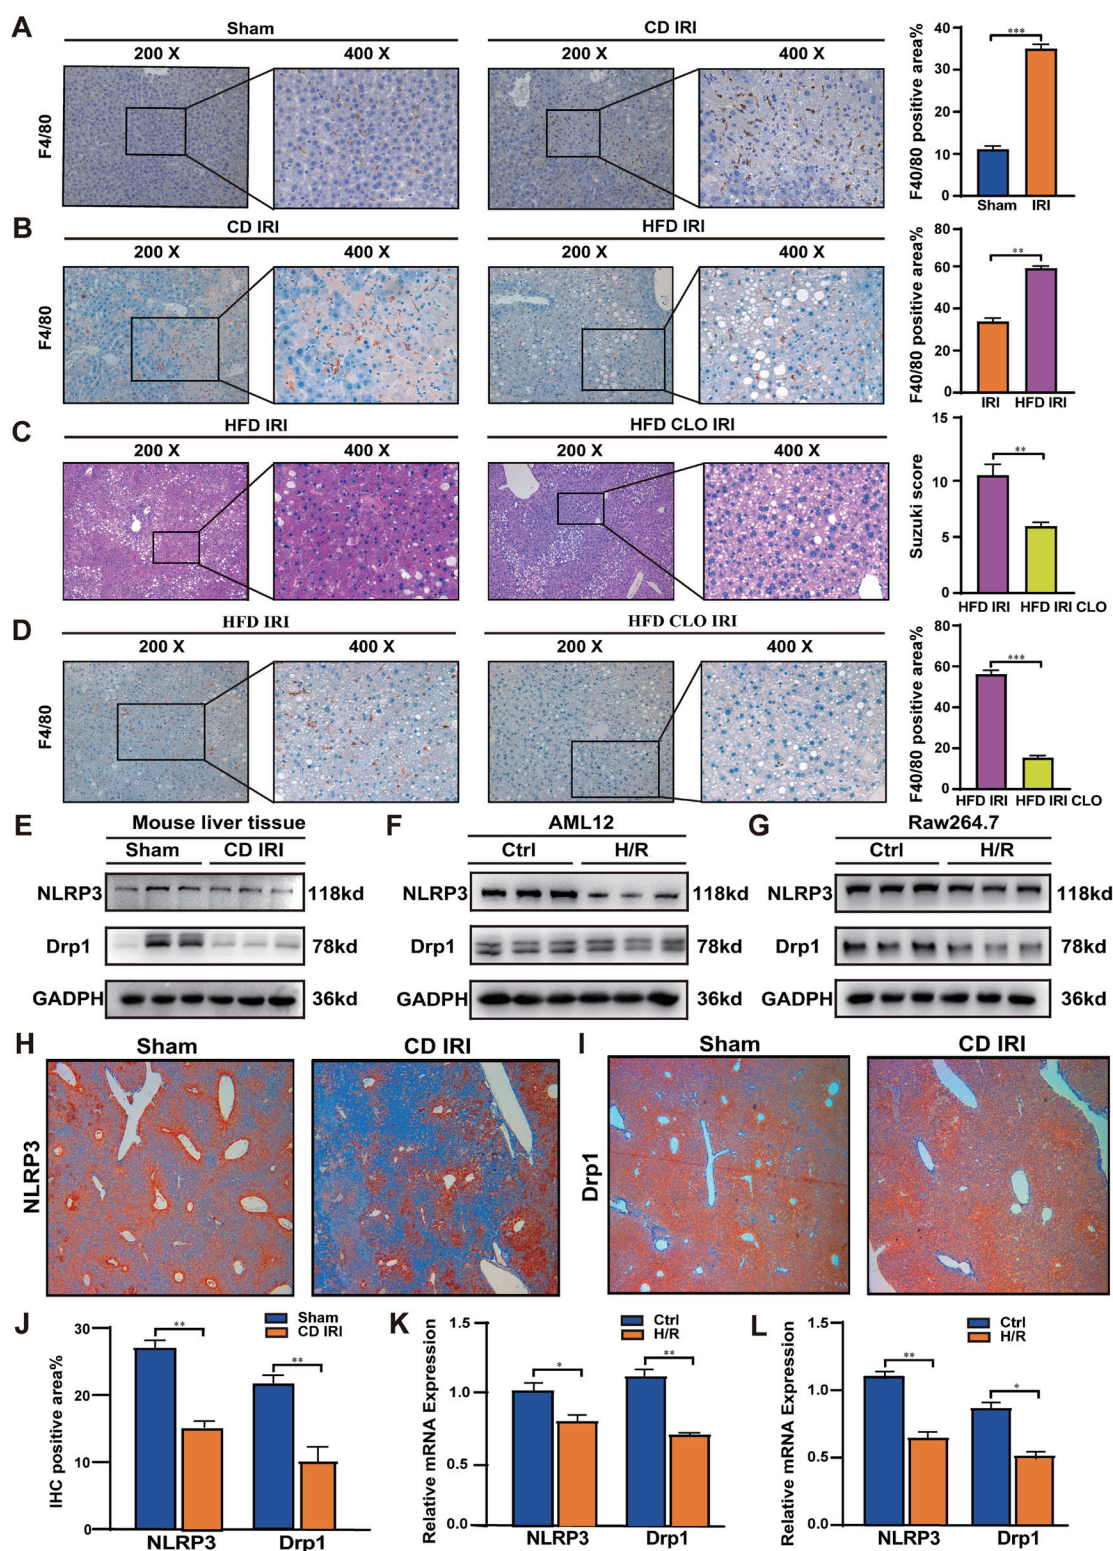 A
Sham
CD IRI
200 X
400 X
200 X
400 X
F4/80
F40/80 positive area%
40
30
20
10
0
***
Sham
IRI
B
CD IRI
HFD IRI
200 X
400 X
200 X
400 X
F4/80
F40/80 positive area%
80
60
40
20
0
**
IRI
HFD IRI
C
HFD IRI
HFD CLO IRI
200 X
400 X
200 X
400 X
Suzuki score
15
10
5
0
**
HFD IRI
HFD IRI CLO
D
HFD IRI
HFD CLO IRI
200 X
400 X
200 X
400 X
F4/80
F40/80 positive area%
80
60
40
20
0
***
HFD IRI
HFD IRI CLO
E
Mouse liver tissue
Sham
CD IRI
NLRP3
118kd
Drp1
78kd
GADPH
36kd
F
AML12
Ctrl
H/R
NLRP3
118kd
Drp1
78kd
GADPH
36kd
G
Raw264.7
Ctrl
H/R
NLRP3
118kd
Drp1
78kd
GADPH
36kd
H
Sham
CD IRI
NLRP3
I
Sham
CD IRI
Drp1
J
Sham
CD IRI
IHC positive area%
30
20
10
0
**
**
NLRP3
Drp1
K
Ctrl
H/R
Relative mRNA Expression
1.5
1.0
0.5
0.0
*
**
NLRP3
Drp1
L
Ctrl
H/R
Relative mRNA Expression
1.5
1.0
0.5
0.0
**
*
NLRP3
Drp1